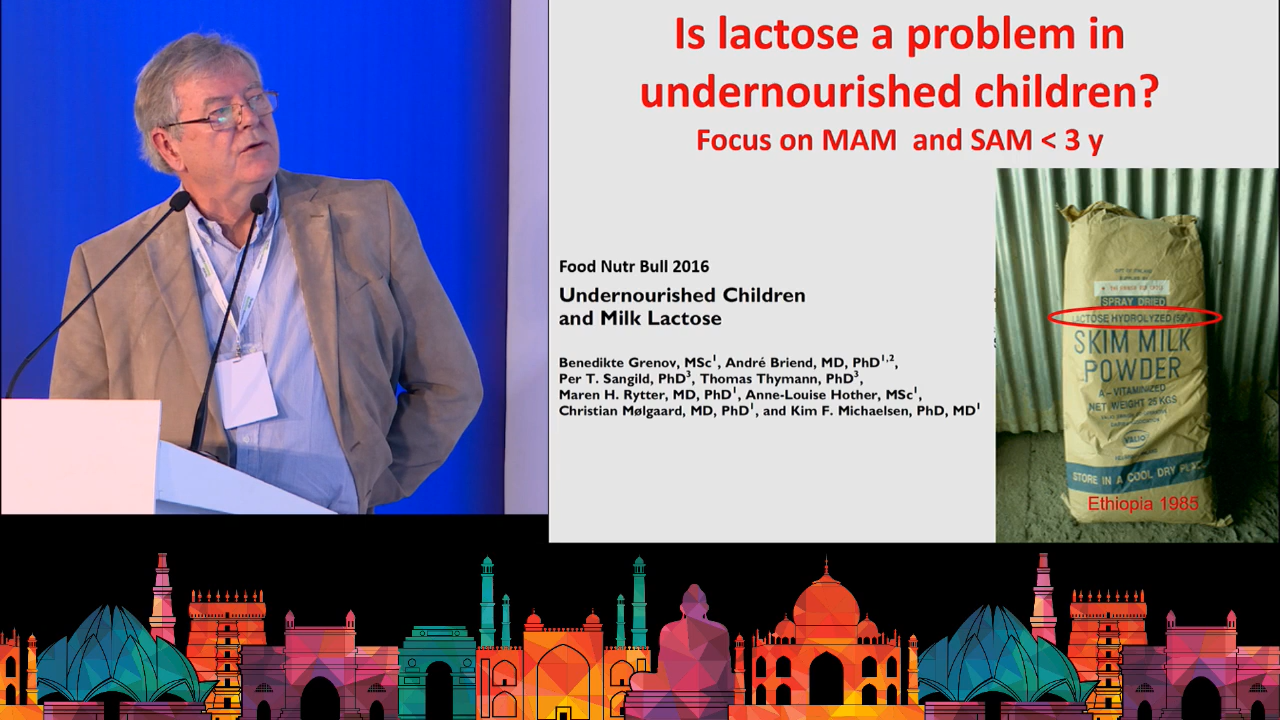 Is lactose a problem in
undernourished children?
Focus on MAM and SAM < 3 y
Food Nutr Bull 2016
Undernourished Children
and Milk Lactose
Benedikte Grenov, MSc¹, André Briend, MD, PhD¹,²,
Per T. Sangild, PhD³, Thomas Thymann, PhD³,
Maren H. Rytter, MD, PhD¹, Anne-Louise Hother, MSc¹,
Christian Mølgaard, MD, PhD¹, and Kim F. Michaelsen, PhD, MD¹
SPRAY DRIED
LACTOSE HYDROLYZED (50%)
SKIM MILK
POWDER
A-VITAMINIZED
NET WEIGHT 25 KGS
VALIO
STORE IN A COOL DRY PLACE
Ethiopia 1985